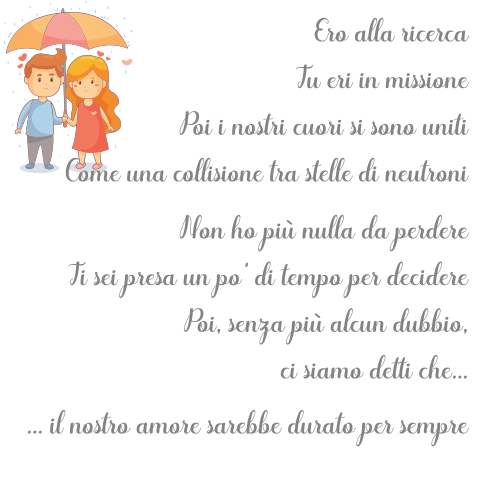 Ero alla ricerca
Tu eri in missione
Poi i nostri cuori si sono uniti
Come una collisione tra stelle di neutroni
Non ho più nulla da perdere
Ti sei presa un po' di tempo per decidere
Poi, senza più alcun dubbio,
ci siamo detti che...
... il nostro amore sarebbe durato per sempre